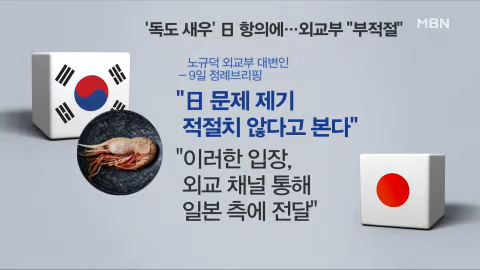 '독도 새우' 日 항의에…외교부 "부적절"
MBN
노규덕 외교부 대변인
– 9일 정례브리핑
"日 문제 제기
적절치 않다고 본다"
"이러한 입장,
외교 채널 통해
일본 측에 전달"